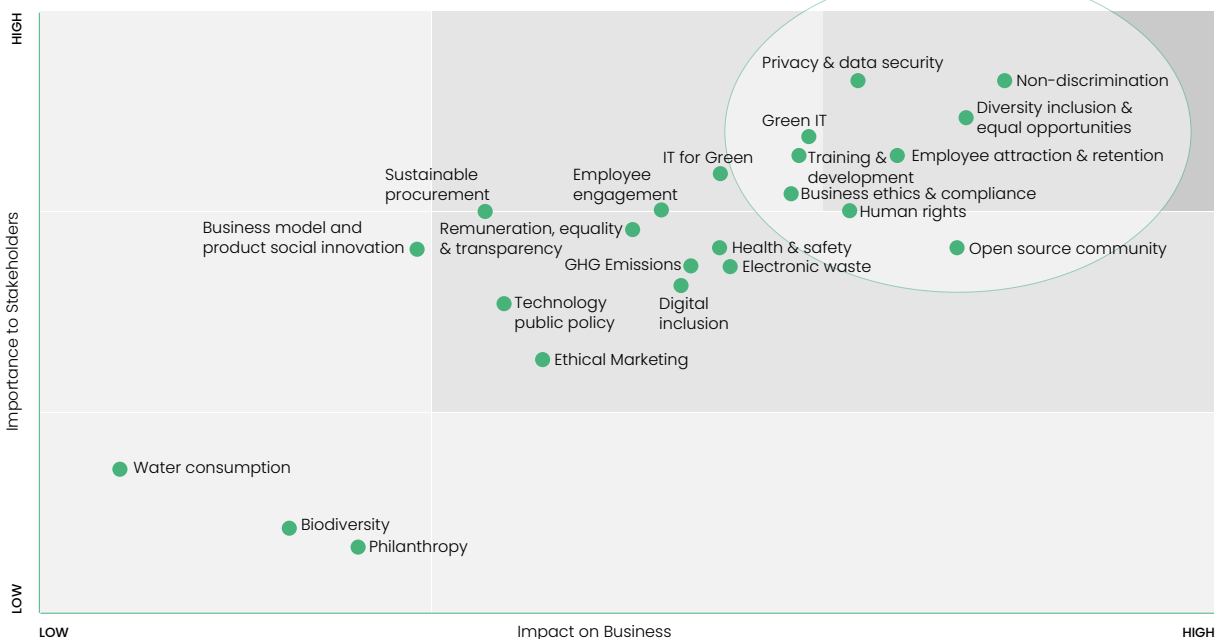 HIGH
Privacy & data security
Non-discrimination
Diversity inclusion &
equal opportunities
Green IT
IT for Green
Training &
development
Employee attraction & retention
Sustainable
procurement
Employee
engagement
Business ethics & compliance
Human rights
Business model and
product social innovation
Remuneration, equality
& transparency
Health & safety
Open source community
GHG Emissions
Electronic waste
Technology
public policy
Digital
inclusion
Ethical Marketing
Importance to Stakeholders
Water consumption
Biodiversity
Philanthropy
LOW
LOW
Impact on Business
HIGH